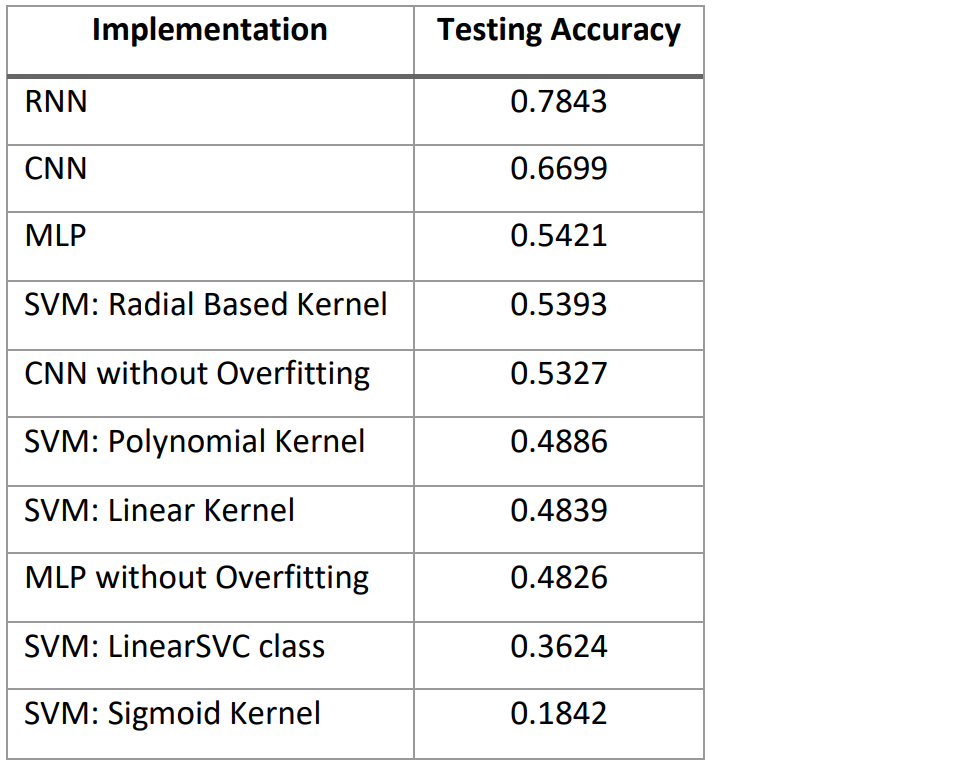 Implementation Testing Accuracy
RNN 0.7843
CNN 0.6699
MLP 0.5421
SVM: Radial Based Kernel 0.5393
CNN without Overfitting 0.5327
SVM: Polynomial Kernel 0.4886
SVM: Linear Kernel 0.4839
MLP without Overfitting 0.4826
SVM: LinearSVC class 0.3624
SVM: Sigmoid Kernel 0.1842